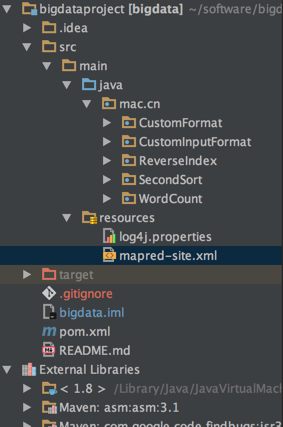 bigdataproject [bigdata] ~/software/bigd
.idea
src
main
java
mac.cn
CustomFormat
CustomInputFormat
ReverseIndex
SecondSort
WordCount
resources
log4j.properties
mapred-site.xml
target
.gitignore
bigdata.iml
pom.xml
README.md
External Libraries
< 1.8 > /Library/Java/JavaVirtualMacl
Maven: asm:asm:3.1
Maven: com.google.code.findbugs:jsr3